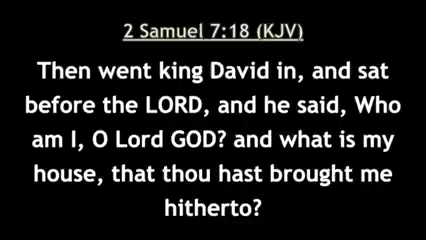 2 Samuel 7:18 (KJV)
Then went king David in, and sat
before the LORD, and he said, Who
am I, O Lord GOD? and what is my
house, that thou hast brought me
hitherto?